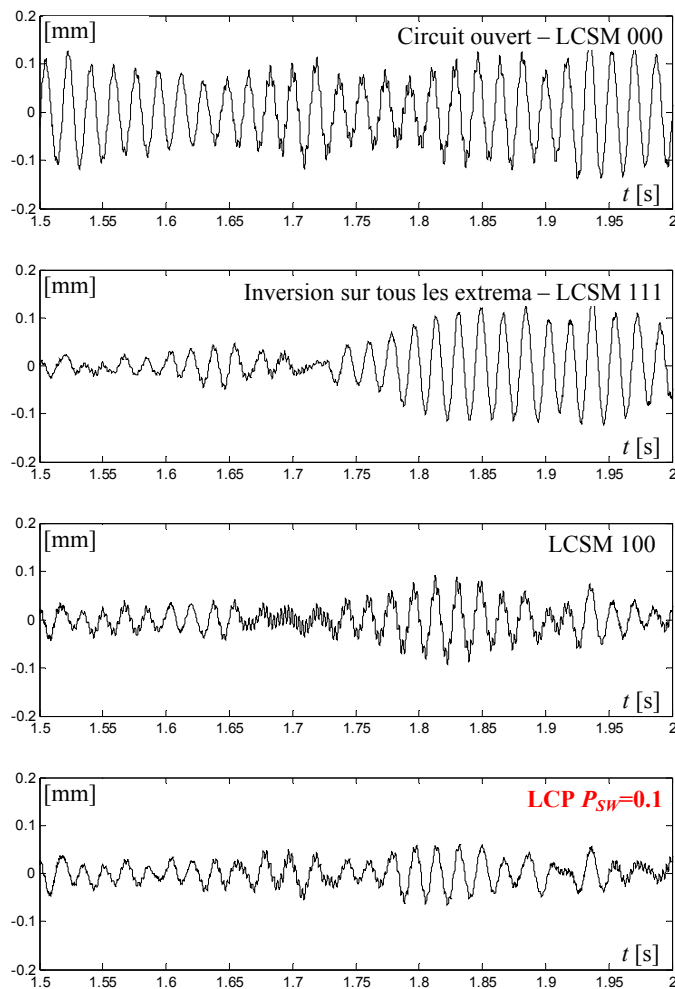 [mm]
Circuit ouvert – LCSM 000
0.2
0.1
0
-0.1
-0.2
t [s]
1.5 1.55 1.6 1.65 1.7 1.75 1.8 1.85 1.9 1.95 2
[mm]
Inversion sur tous les extrema – LCSM 111
0.2
0.1
0
-0.1
-0.2
t [s]
1.5 1.55 1.6 1.65 1.7 1.75 1.8 1.85 1.9 1.95 2
[mm]
LCSM 100
0.2
0.1
0
-0.1
-0.2
t [s]
1.5 1.55 1.6 1.65 1.7 1.75 1.8 1.85 1.9 1.95 2
[mm]
LCP PSW=0.1
0.2
0.1
0
-0.1
-0.2
t [s]
1.5 1.55 1.6 1.65 1.7 1.75 1.8 1.85 1.9 1.95 2